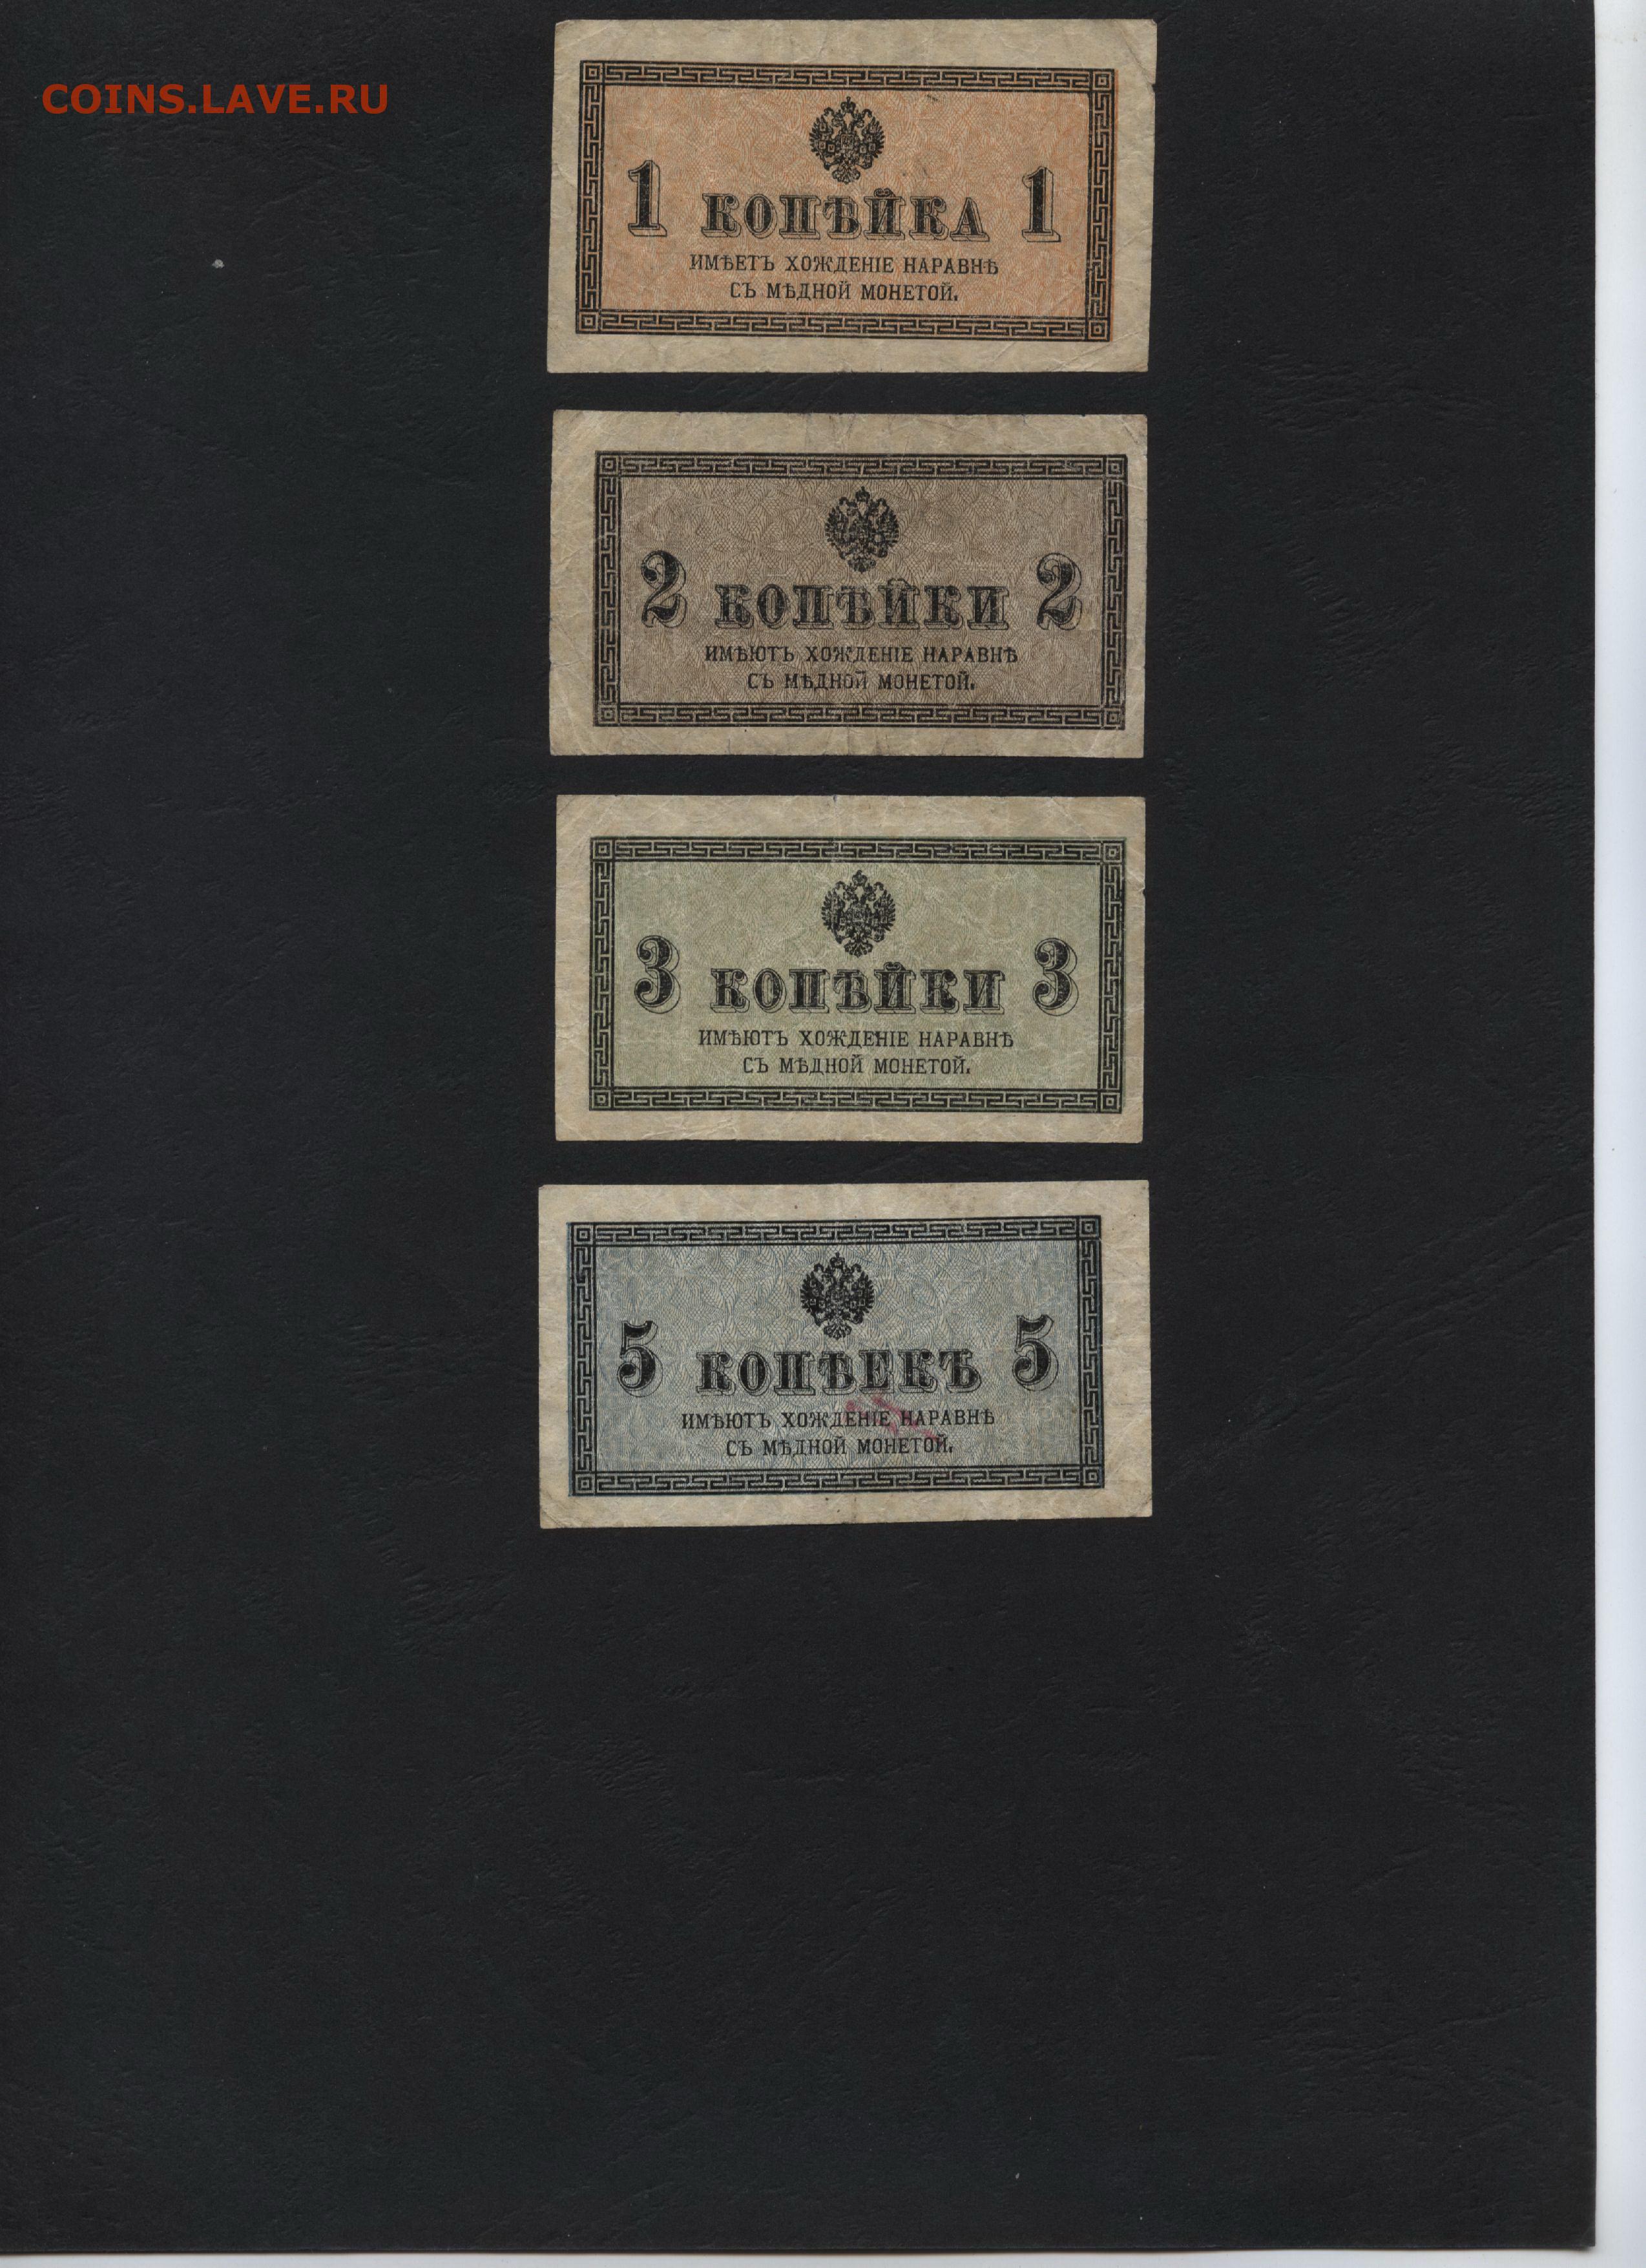 COINS.LAVE.RU
1 КОПѢЙКА 1
ИМѢЕТЪ ХОЖДЕНІЕ НАРАВНѢ
СЪ МѢДНОЙ МОНЕТОЙ.
2 КОПѢЙКИ 2
ИМѢЮТЪ ХОЖДЕНІЕ НАРАВНѢ
СЪ МѢДНОЙ МОНЕТОЙ.
3 КОПѢЙКИ 3
ИМѢЮТЪ ХОЖДЕНІЕ НАРАВНѢ
СЪ МѢДНОЙ МОНЕТОЙ.
5 КОПѢЕКЪ 5
ИМѢЮТЪ ХОЖДЕНІЕ НАРАВНѢ
СЪ МѢДНОЙ МОНЕТОЙ.